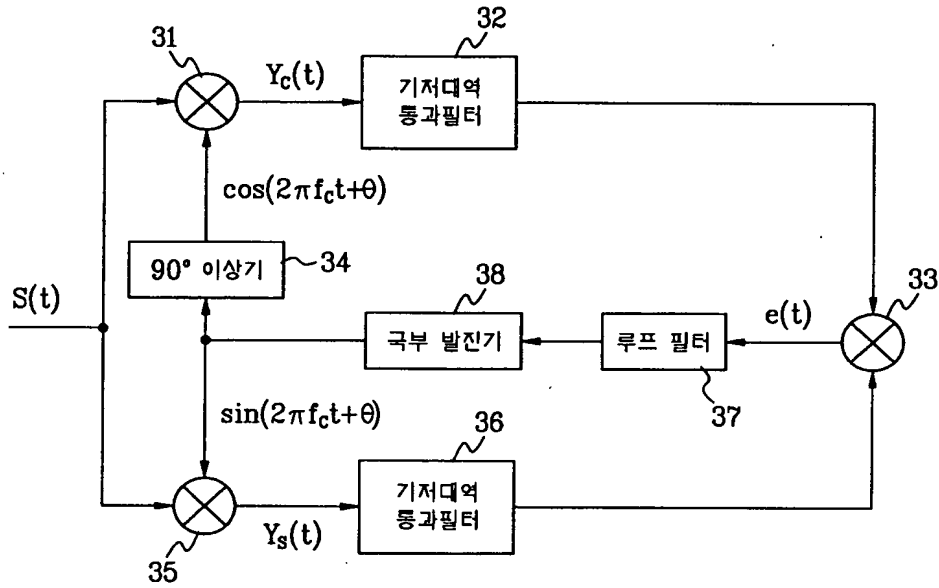 31
32
Y_C(t)
기저대역
통과필터
cos(2πf_ct+θ)
90° 이상기
34
38
33
S(t)
e(t)
국부 발진기
루프 필터
37
sin(2πf_ct+θ)
36
기저대역
통과필터
Y_S(t)
35